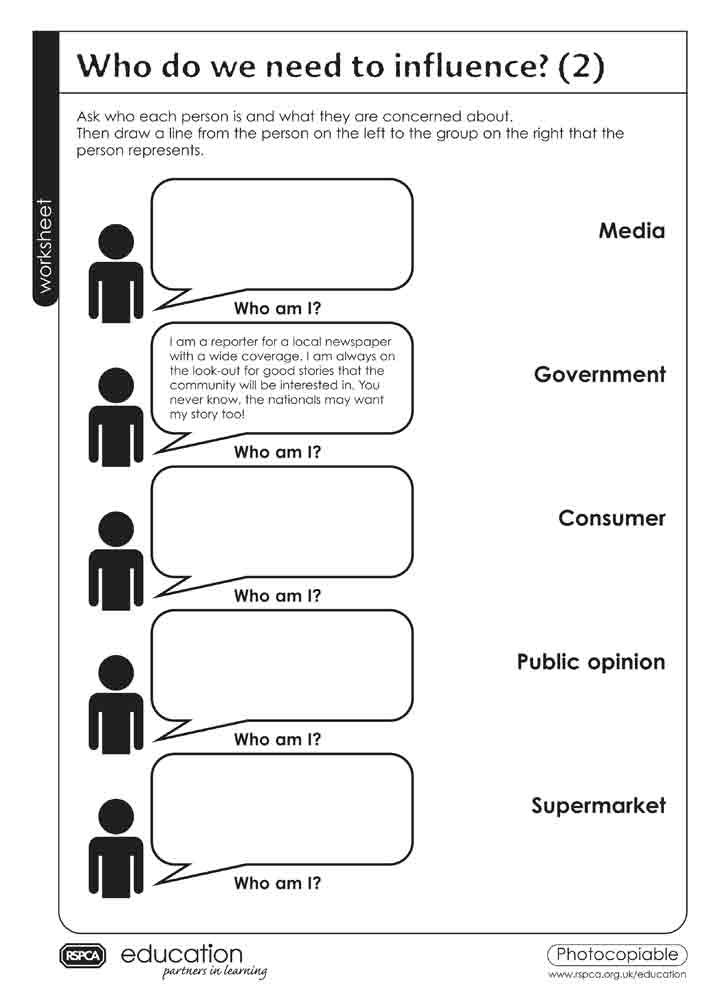 worksheet
Who do we need to influence? (2)
Ask who each person is and what they are concerned about.
Then draw a line from the person on the left to the group on the right that the
person represents.
Media
Who am I?
I am a reporter for a local newspaper
with a wide coverage. I am always on
the look-out for good stories that the
community will be interested in. You
never know, the nationals may want
my story too!
Government
Who am I?
Consumer
Who am I?
Public opinion
Who am I?
Supermarket
Who am I?
RSPCA
education
partners in learning
Photocopiable
www.rspca.org.uk/education